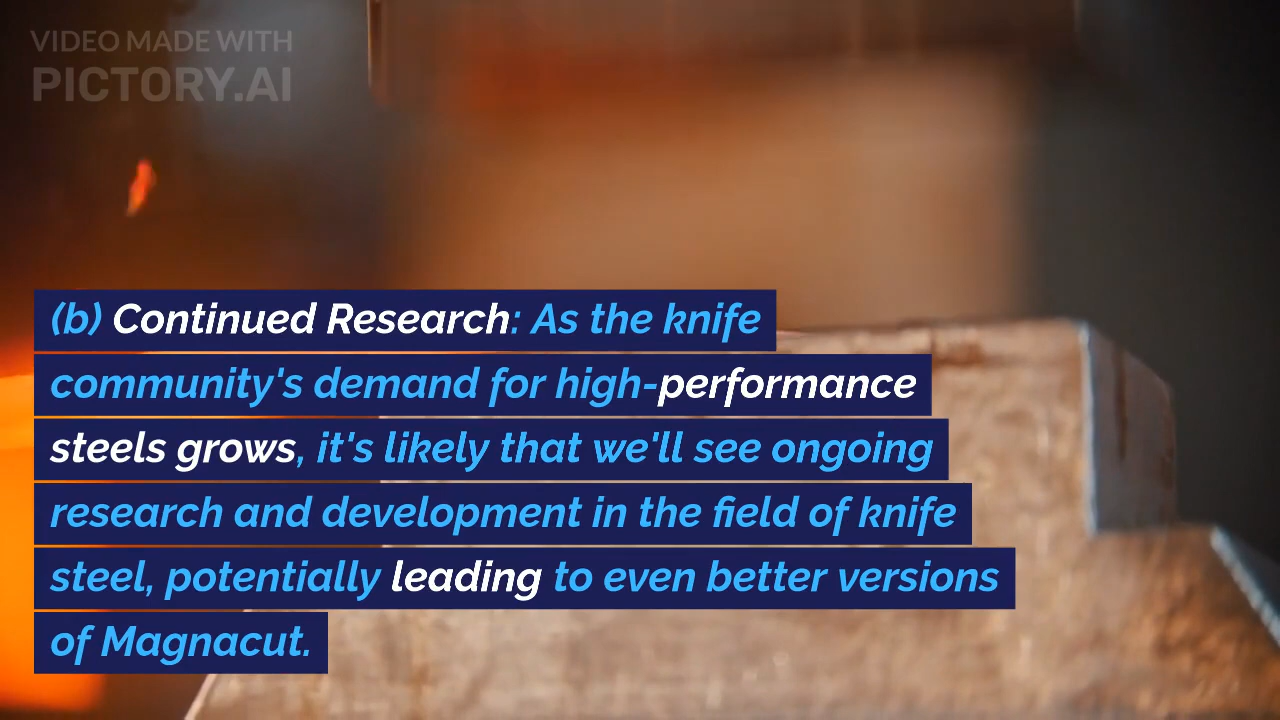 VIDEO MADE WITH
PICTORY.AI
(b) Continued Research: As the knife
community's demand for high-performance
steels grows, it's likely that we'll see ongoing
research and development in the field of knife
steel, potentially leading to even better versions
of Magnacut.